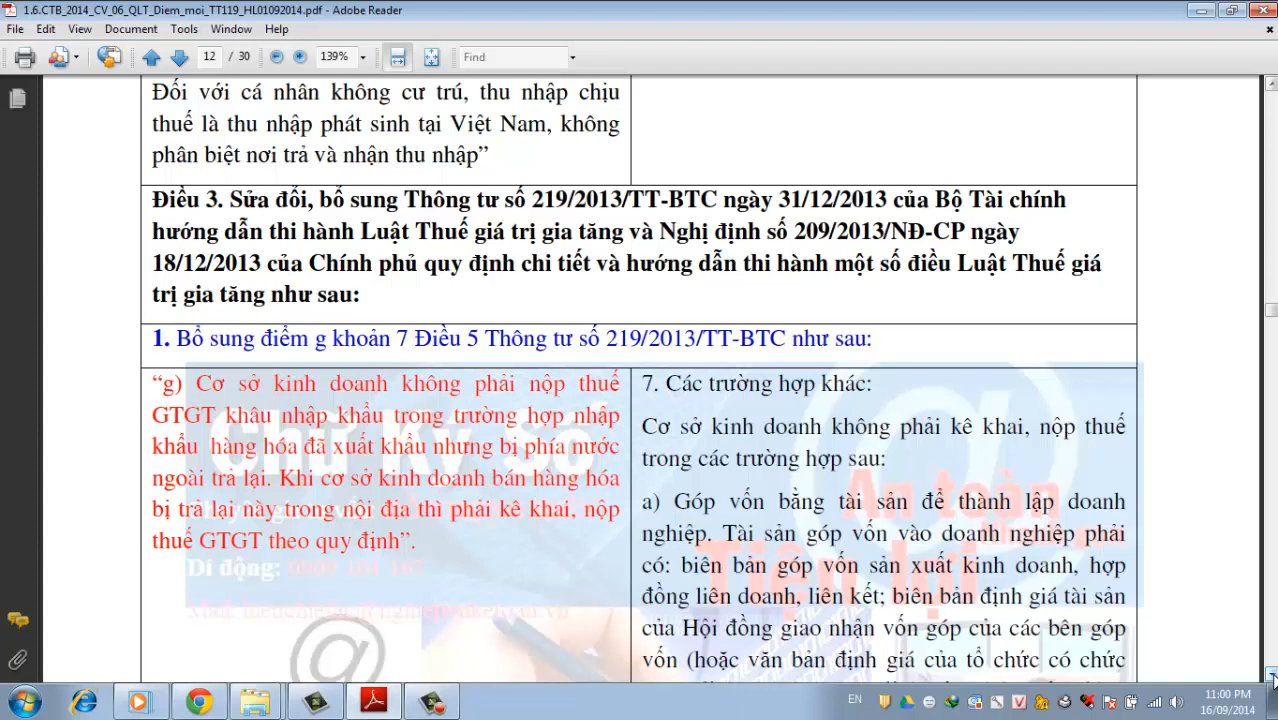 1.6.CTB_2014_CV_06_QLT_Diem_moi_TT119_HL01092014.pdf - Adobe Reader
File Edit View Document Tools Window Help
12 / 30 139% Find
Đối với cá nhân không cư trú, thu nhập chịu
thuế là thu nhập phát sinh tại Việt Nam, không
phân biệt nơi trả và nhận thu nhập”
Điều 3. Sửa đổi, bổ sung Thông tư số 219/2013/TT-BTC ngày 31/12/2013 của Bộ Tài chính
hướng dẫn thi hành Luật Thuế giá trị gia tăng và Nghị định số 209/2013/NĐ-CP ngày
18/12/2013 của Chính phủ quy định chi tiết và hướng dẫn thi hành một số điều Luật Thuế giá
trị gia tăng như sau:
1. Bổ sung điểm g khoản 7 Điều 5 Thông tư số 219/2013/TT-BTC như sau:
“g) Cơ sở kinh doanh không phải nộp thuế
GTGT khâu nhập khẩu trong trường hợp nhập
khẩu hàng hóa đã xuất khẩu nhưng bị phía nước
ngoài trả lại. Khi cơ sở kinh doanh bán hàng hóa
bị trả lại này trong nội địa thì phải kê khai, nộp
thuế GTGT theo quy định”.
7. Các trường hợp khác:
Cơ sở kinh doanh không phải kê khai, nộp thuế
trong các trường hợp sau:
a) Góp vốn bằng tài sản để thành lập doanh
nghiệp. Tài sản góp vốn vào doanh nghiệp phải
có: biên bản góp vốn sản xuất kinh doanh, hợp
đồng liên doanh, liên kết; biên bản định giá tài sản
của Hội đồng giao nhận vốn góp của các bên góp
vốn (hoặc văn bản định giá của tổ chức có chức
Chữ Ký Số
Di động:
An toàn
Tiện lợi
EN
11:00 PM
16/09/2014